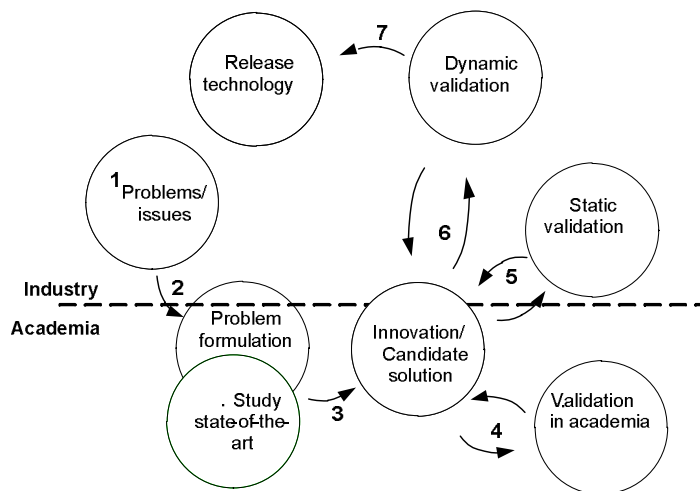 7
Release
technology
Dynamic
validation
1
Problems/
issues
Static
validation
6
5
2
Industry
Academia
Problem
formulation
Innovation/
Candidate
solution
. Study
state-of-the-
art
3
4
Validation
in academia